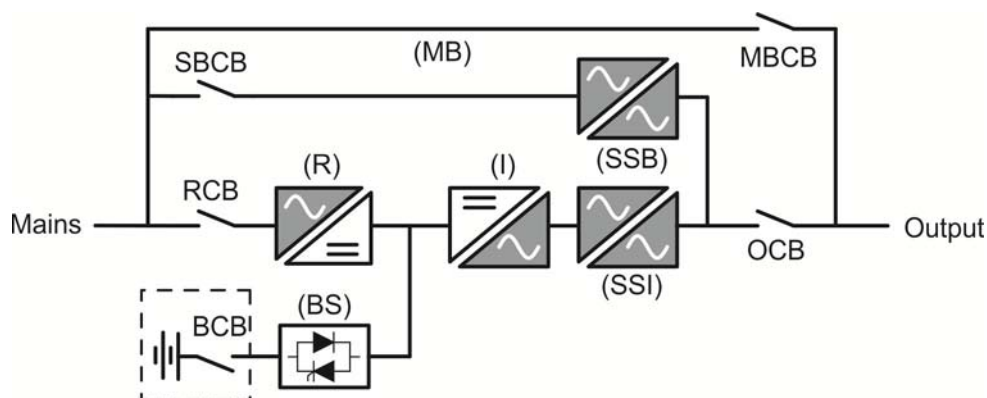 (MB)
MBCB
SBCB
(SSB)
(R)
(I)
RCB
Mains
OCB
Output
(SSI)
(BS)
BCB